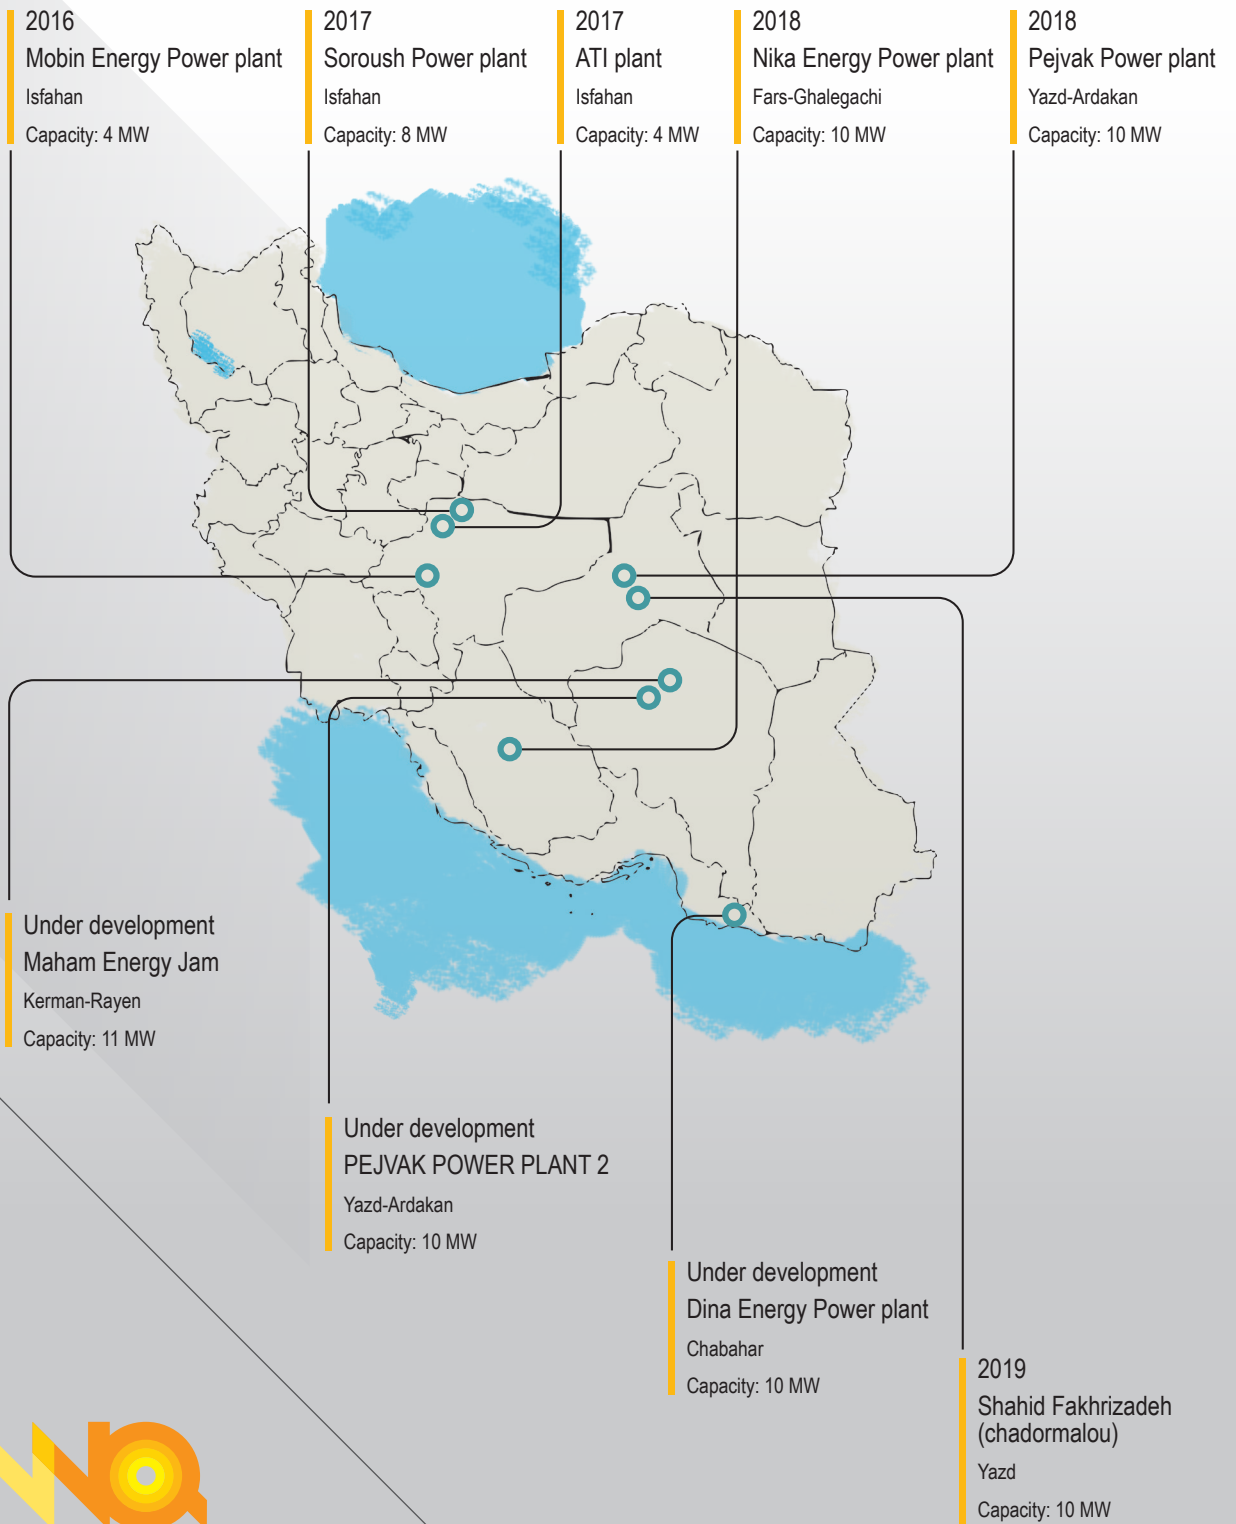 2016
Mobin Energy Power plant
Isfahan
Capacity: 4 MW
2017
Soroush Power plant
Isfahan
Capacity: 8 MW
2017
ATI plant
Isfahan
Capacity: 4 MW
2018
Nika Energy Power plant
Fars-Ghalegachi
Capacity: 10 MW
2018
Pejvak Power plant
Yazd-Ardakan
Capacity: 10 MW
Under development
Maham Energy Jam
Kerman-Rayen
Capacity: 11 MW
Under development
PEJVAK POWER PLANT 2
Yazd-Ardakan
Capacity: 10 MW
Under development
Dina Energy Power plant
Chabahar
Capacity: 10 MW
2019
Shahid Fakhrizadeh
(chadormalou)
Yazd
Capacity: 10 MW